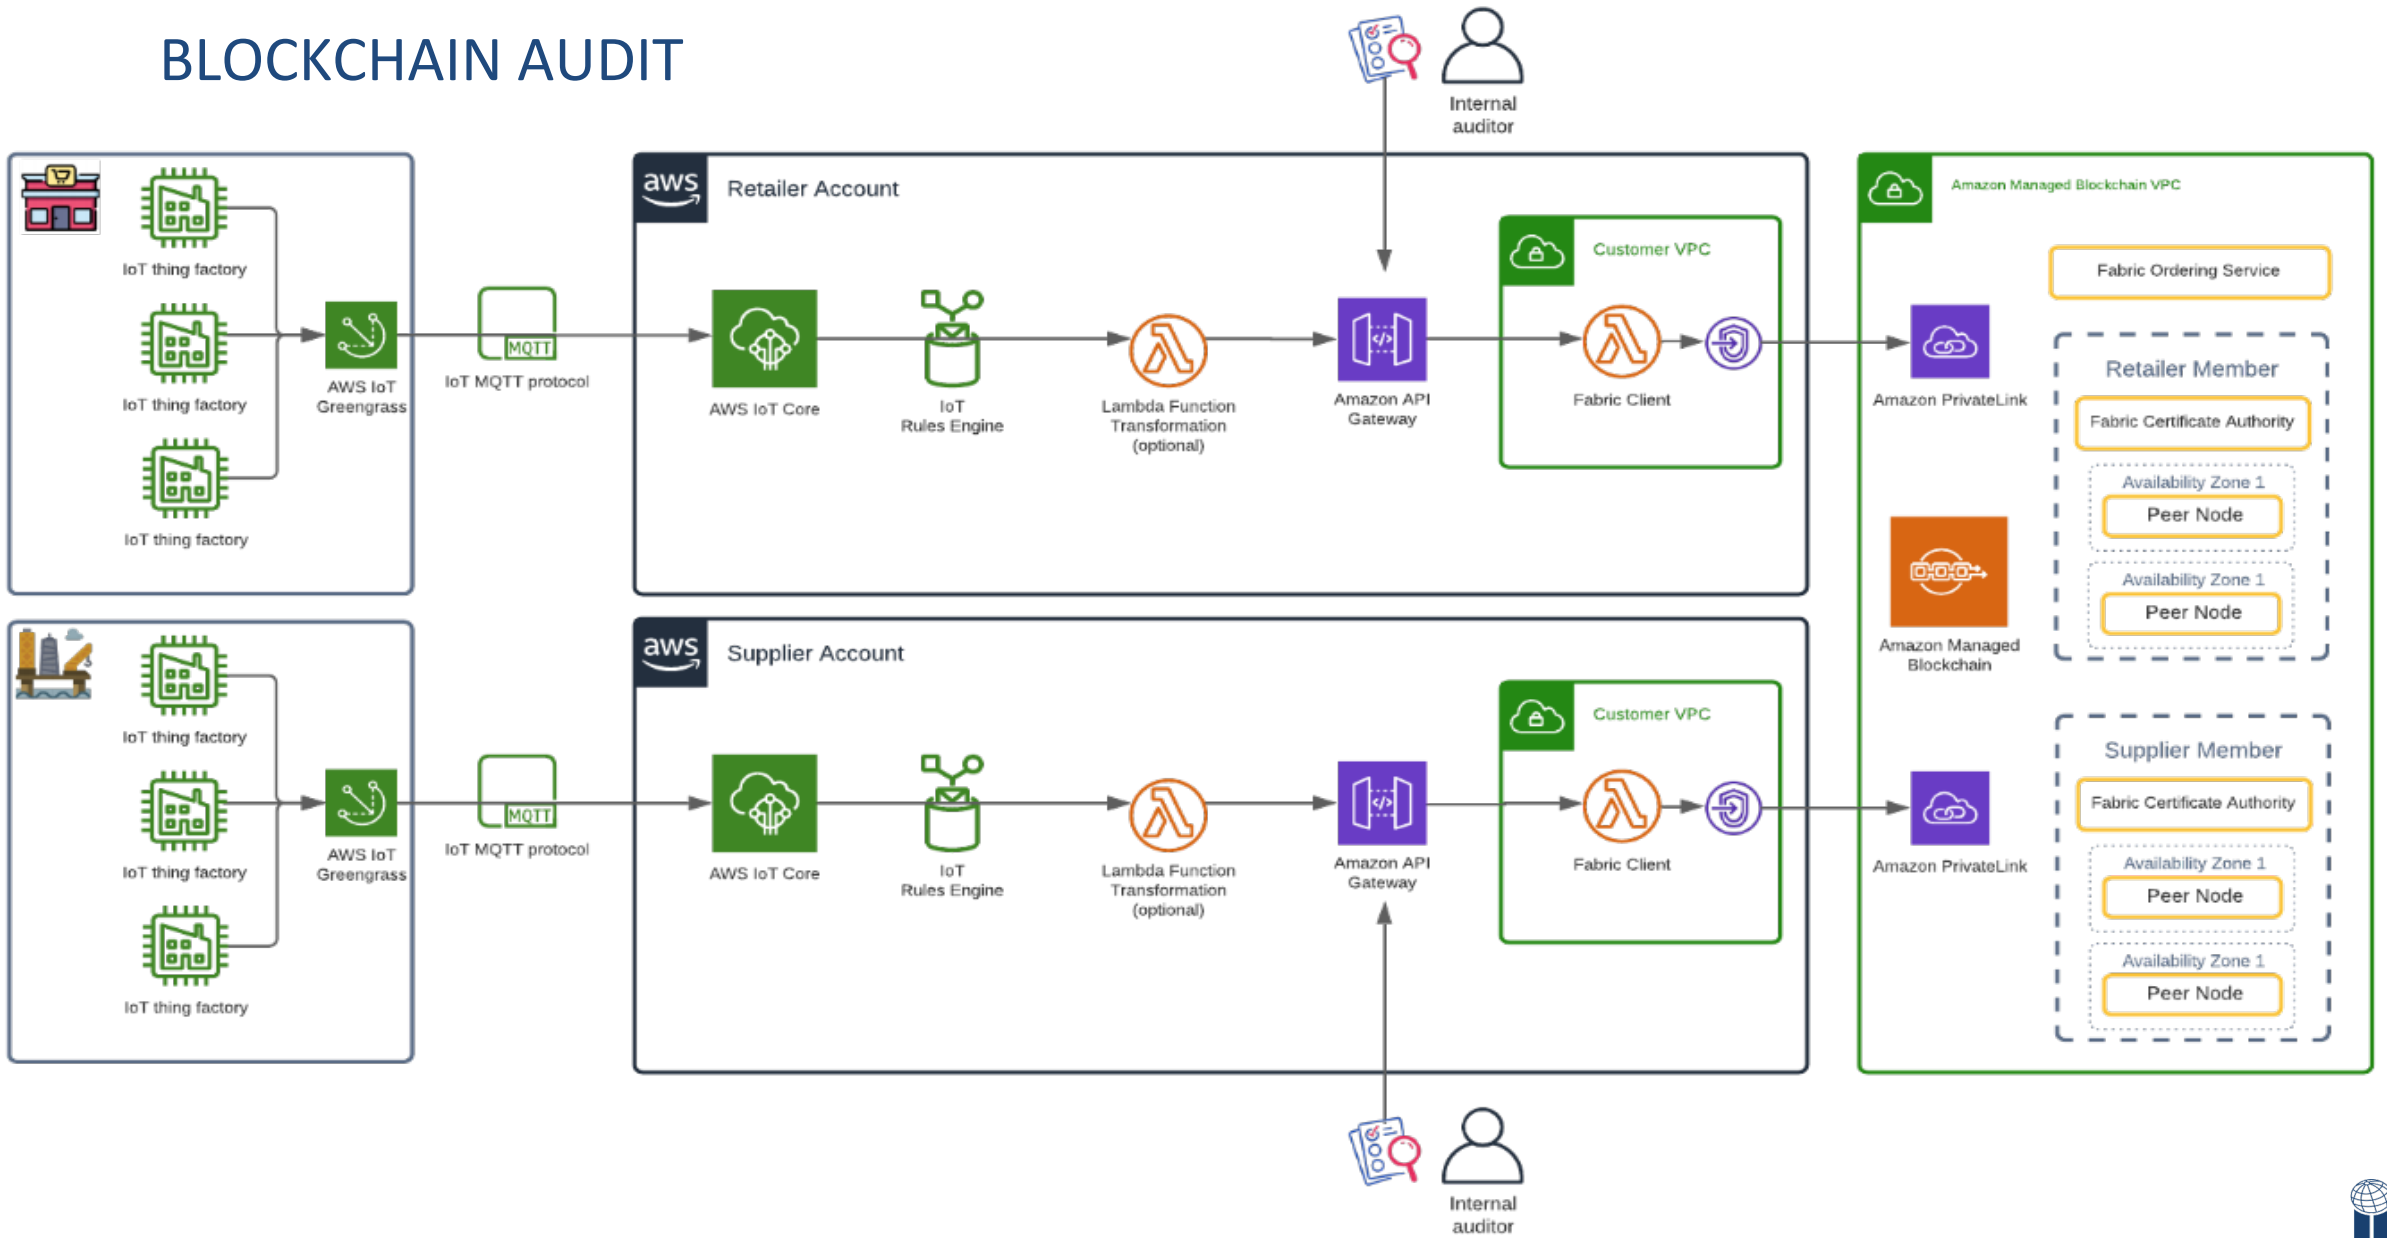 BLOCKCHAIN AUDIT
Internal
auditor
IoT thing factory
IoT thing factory
IoT thing factory
AWS IoT
Greengrass
MQTT
IoT MQTT protocol
aws
Retailer Account
AWS IoT Core
IoT
Rules Engine
Lambda Function
Transformation
(optional)
Amazon API
Gateway
Customer VPC
Fabric Client
Amazon Managed Blockchain VPC
Amazon PrivateLink
Fabric Ordering Service
Retailer Member
Fabric Certificate Authority
Availability Zone 1
Peer Node
Availability Zone 1
Peer Node
Amazon Managed
Blockchain
IoT thing factory
IoT thing factory
IoT thing factory
AWS IoT
Greengrass
MQTT
IoT MQTT protocol
aws
Supplier Account
AWS IoT Core
IoT
Rules Engine
Lambda Function
Transformation
(optional)
Amazon API
Gateway
Customer VPC
Fabric Client
Amazon PrivateLink
Supplier Member
Fabric Certificate Authority
Availability Zone 1
Peer Node
Availability Zone 1
Peer Node
Internal
auditor